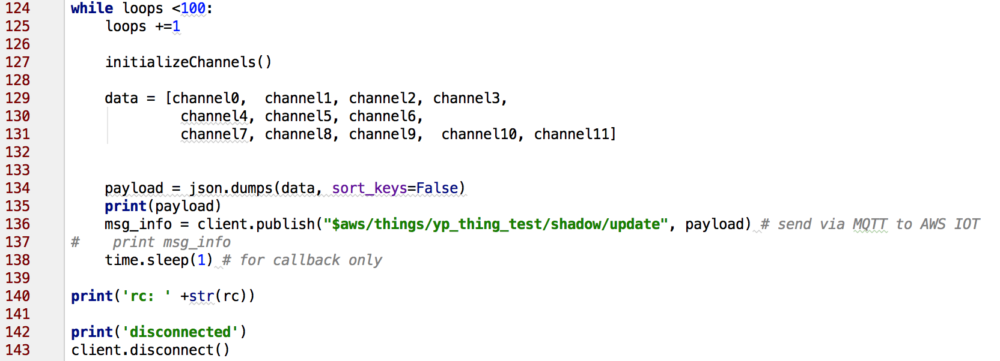 124 while loops <100:
125     loops +=1
126
127     initializeChannels()
128
129     data = [channel0,  channel1, channel2, channel3,
130              channel4, channel5, channel6,
131              channel7, channel8, channel9,  channel10, channel11]
132
133
134     payload = json.dumps(data, sort_keys=False)
135     print(payload)
136     msg_info = client.publish("$aws/things/yp_thing_test/shadow/update", payload) # send via MQTT to AWS IOT
137 #    print msg_info
138     time.sleep(1) # for callback only
139
140 print('rc: ' +str(rc))
141
142 print('disconnected')
143 client.disconnect()